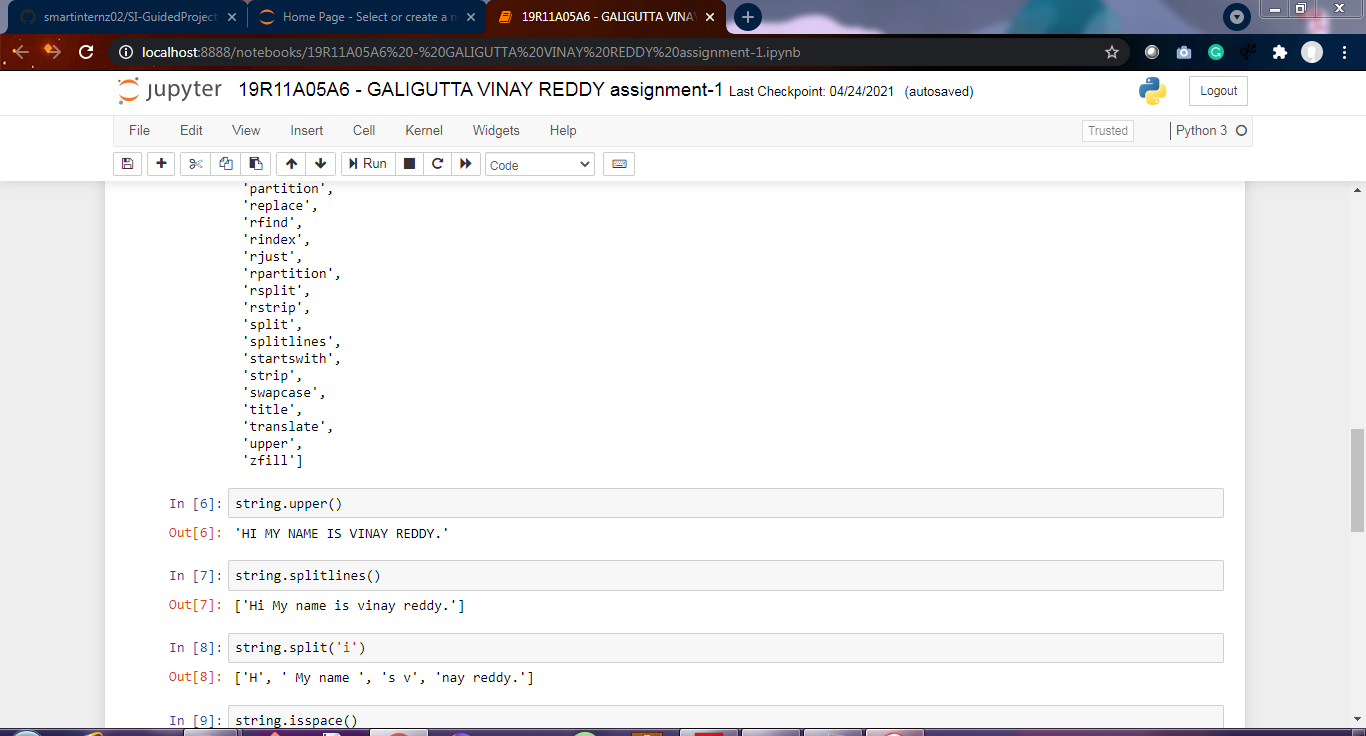 smartinternz02/SI-GuidedProject
Home Page - Select or create a n
19R11A05A6 - GALIGUTTA VINA
localhost:8888/notebooks/19R11A05A6%20-%20GALIGUTTA%20VINAY%20REDDY%20assignment-1.ipynb
jupyter 19R11A05A6 - GALIGUTTA VINAY REDDY assignment-1 Last Checkpoint: 04/24/2021 (autosaved)
Logout
File Edit View Insert Cell Kernel Widgets Help
Trusted Python 3
Run Code
'partition',
'replace',
'rfind',
'rindex',
'rjust',
'rpartition',
'rsplit',
'rstrip',
'split',
'splitlines',
'startswith',
'strip',
'swapcase',
'title',
'translate',
'upper',
'zfill']
In [6]: string.upper()
Out[6]: 'HI MY NAME IS VINAY REDDY.'
In [7]: string.splitlines()
Out[7]: ['Hi My name is vinay reddy.']
In [8]: string.split('i')
Out[8]: ['H', ' My name ', 's v', 'nay reddy.']
In [9]: string.isspace()